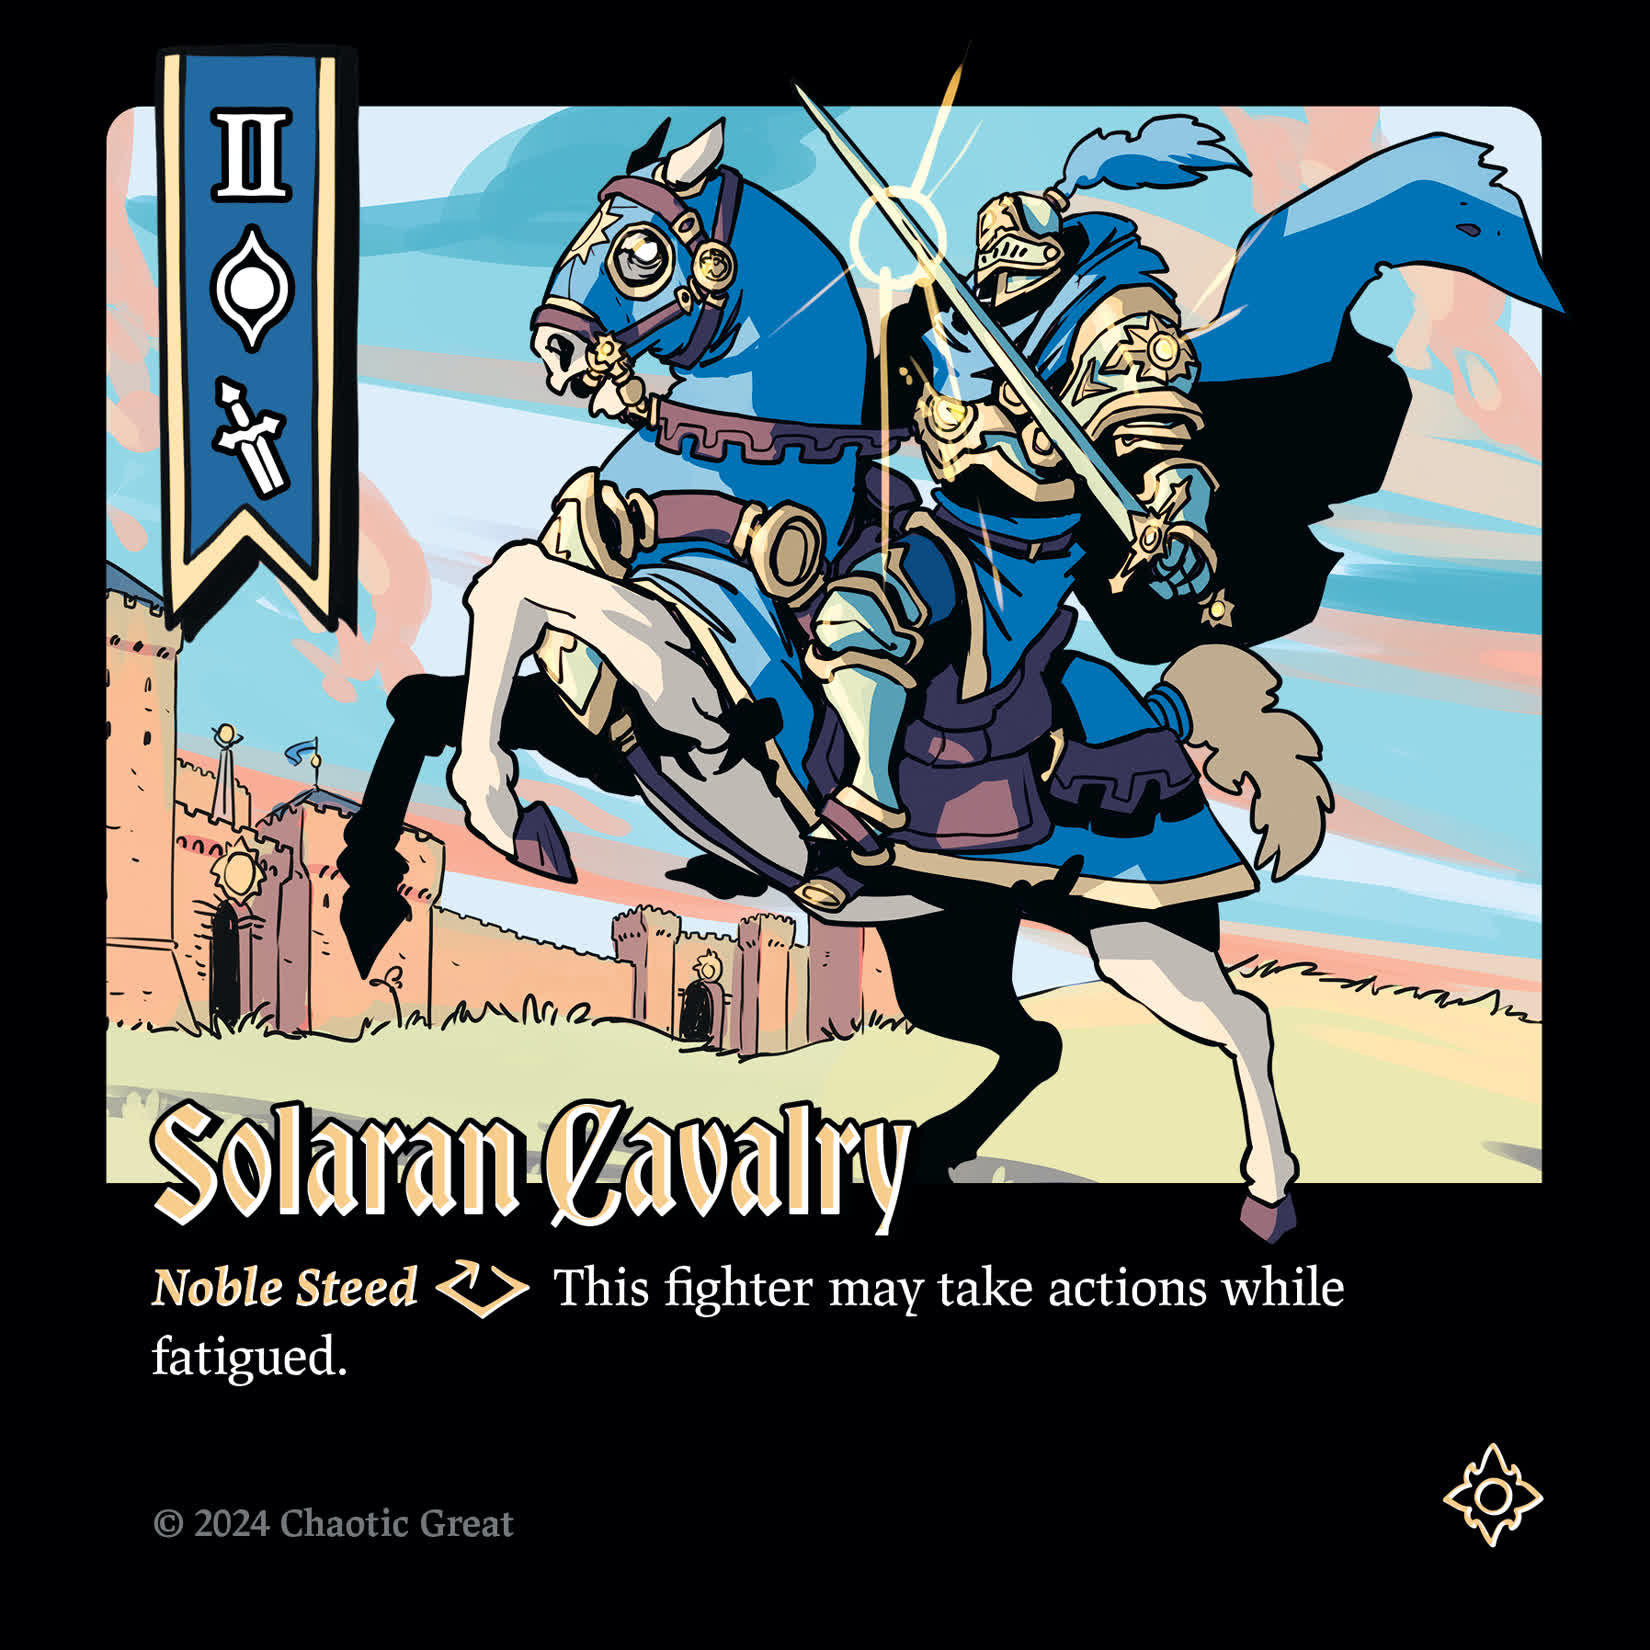 II
Solaran Cavalry
Noble Steed This fighter may take actions while
fatigued.
© 2024 Chaotic Great